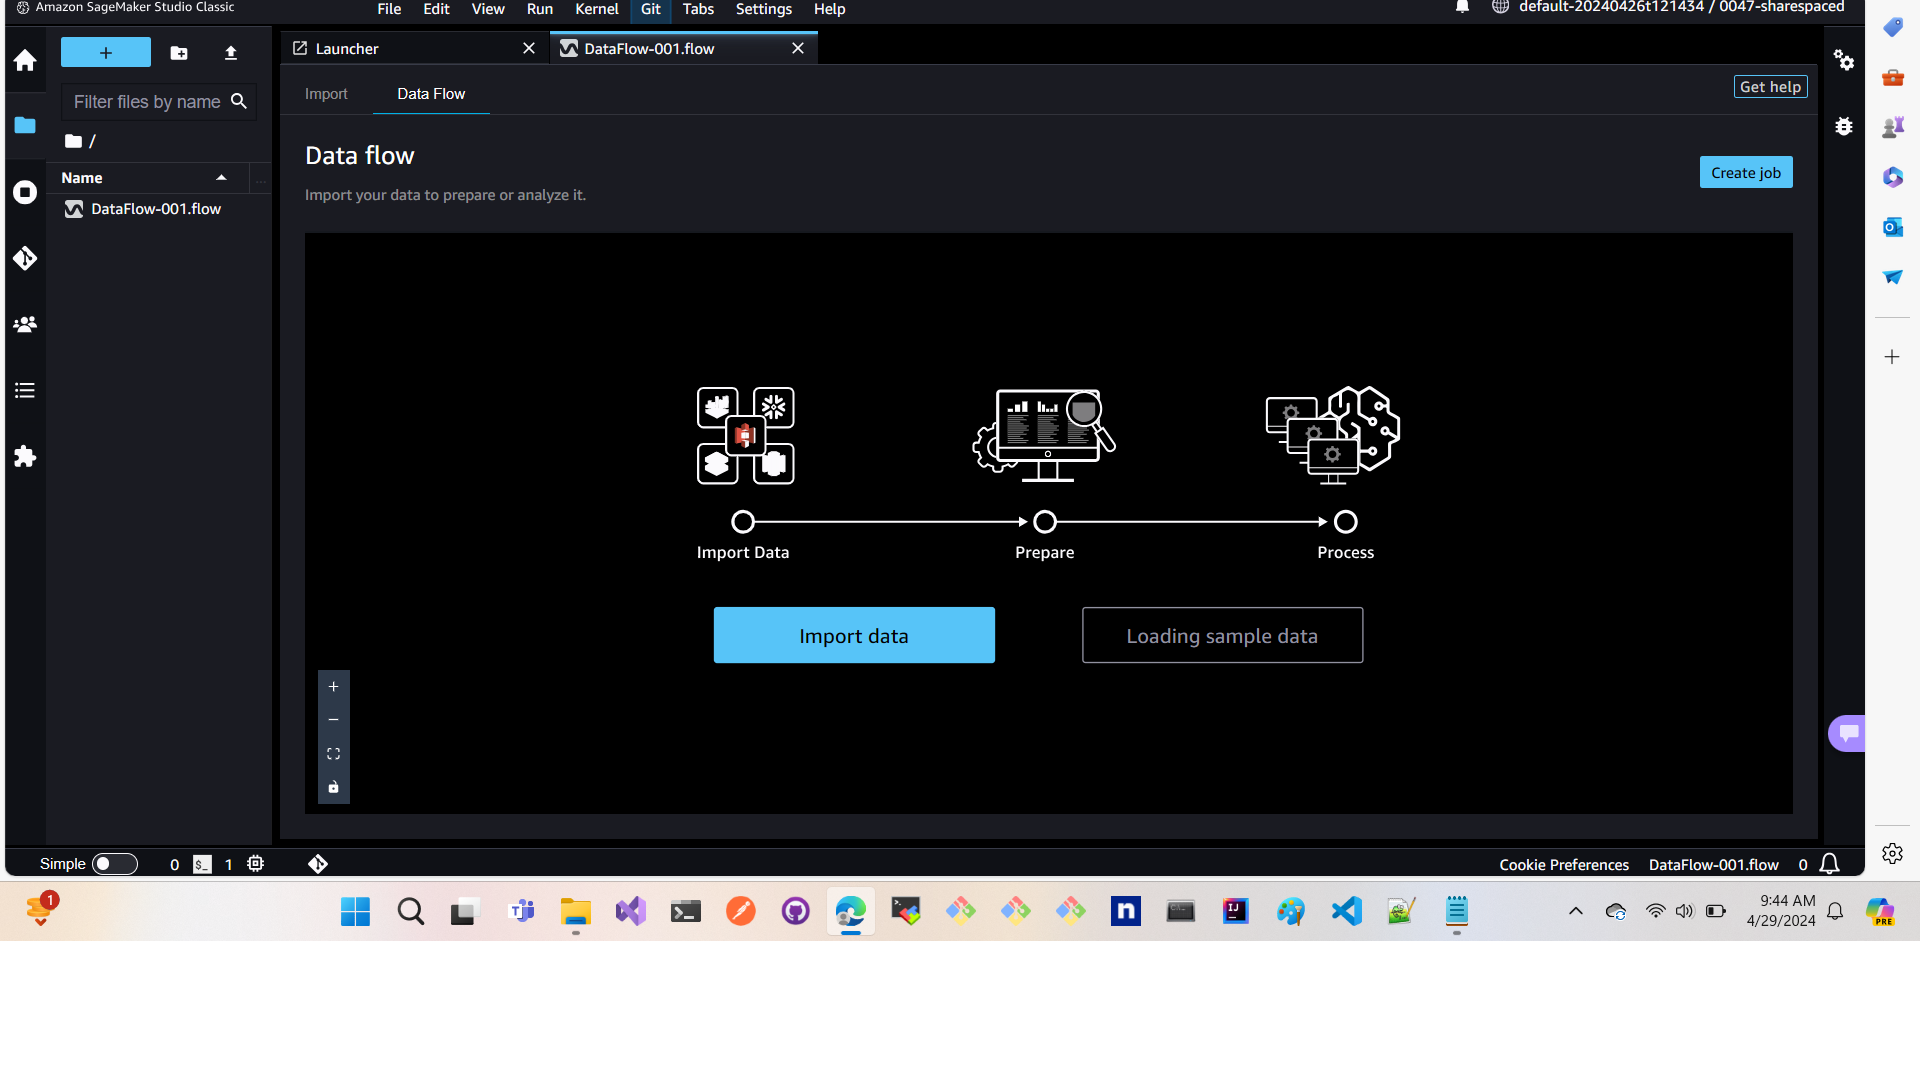 Amazon SageMaker Studio Classic
File Edit View Run Kernel Git Tabs Settings Help
default-20240426t121434 / 0047-sharespaced
Launcher
DataFlow-001.flow
Filter files by name
/
Name
...
DataFlow-001.flow
Import
Data Flow
Get help
Data flow
Create job
Import your data to prepare or analyze it.
Import Data
Prepare
Process
Import data
Loading sample data
Simple
0
$_
1
Cookie Preferences
DataFlow-001.flow
0
1
9:44 AM
4/29/2024
PRE